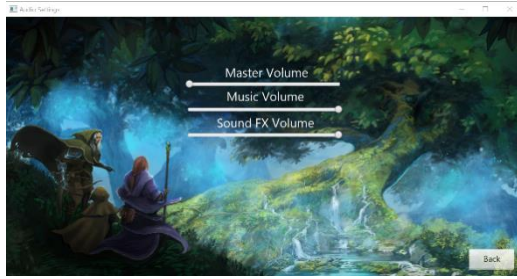 Audio Settings
Master Volume
Music Volume
Sound FX Volume
Back